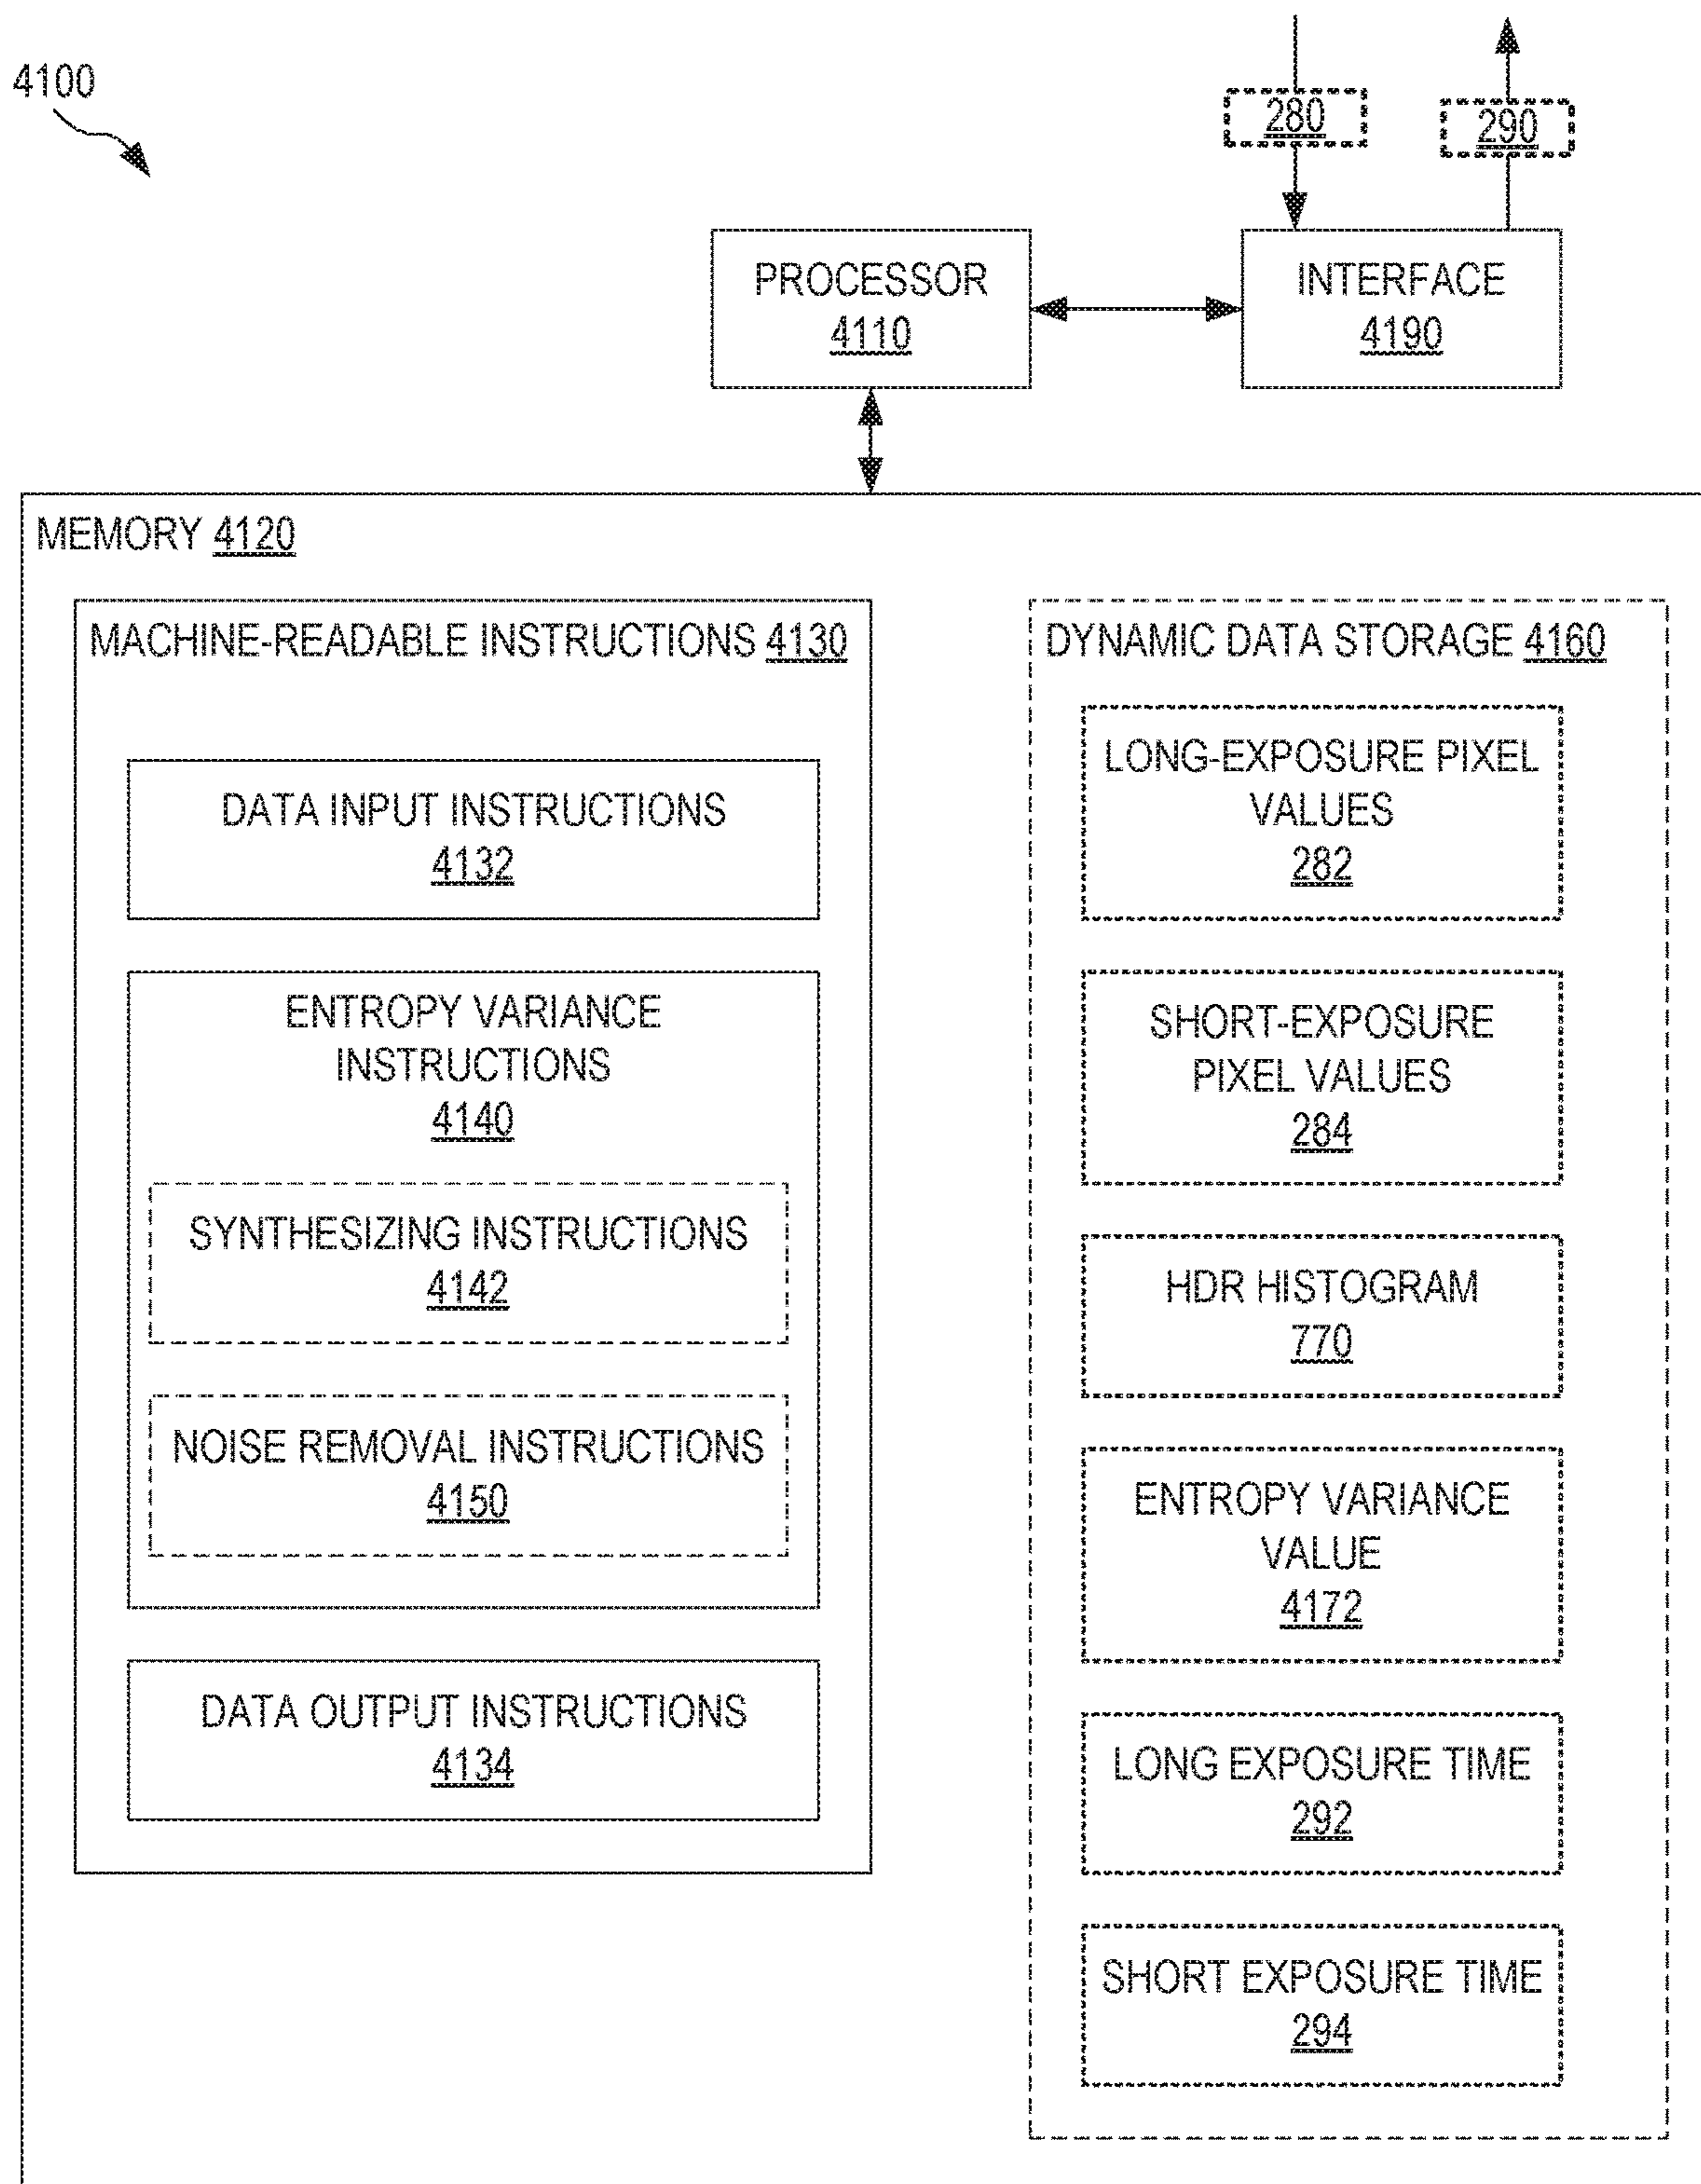 4100
280
290
PROCESSOR
4110
INTERFACE
4190
MEMORY 4120
MACHINE-READABLE INSTRUCTIONS 4130
DATA INPUT INSTRUCTIONS
4132
ENTROPY VARIANCE
INSTRUCTIONS
4140
SYNTHESIZING INSTRUCTIONS
4142
NOISE REMOVAL INSTRUCTIONS
4150
DATA OUTPUT INSTRUCTIONS
4134
DYNAMIC DATA STORAGE 4160
LONG-EXPOSURE PIXEL
VALUES
282
SHORT-EXPOSURE
PIXEL VALUES
284
HDR HISTOGRAM
770
ENTROPY VARIANCE
VALUE
4172
LONG EXPOSURE TIME
292
SHORT EXPOSURE TIME
294